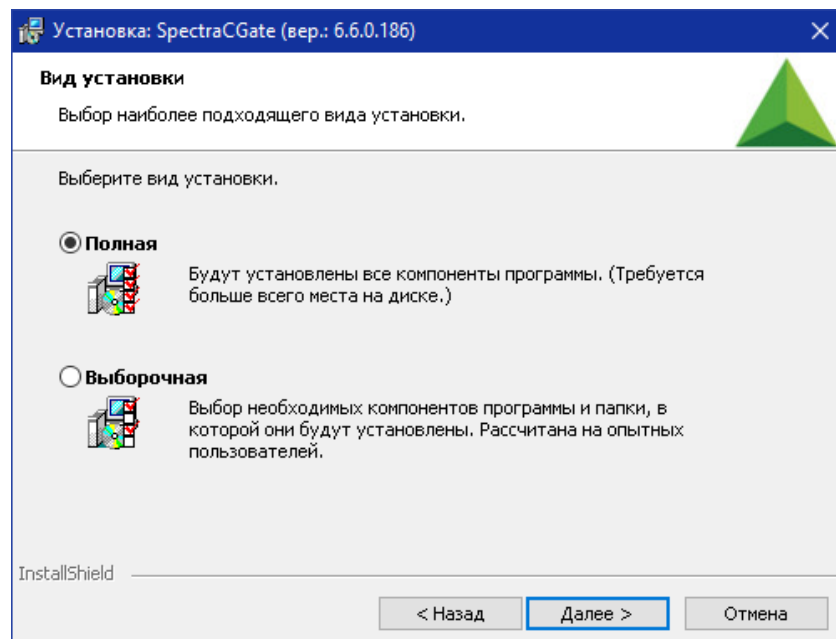 Установка: SpectraCGate (вер.: 6.6.0.186)
Вид установки
Выбор наиболее подходящего вида установки.
Выберите вид установки.
Полная
Будут установлены все компоненты программы. (Требуется
больше всего места на диске.)
Выборочная
Выбор необходимых компонентов программы и папки, в
которой они будут установлены. Рассчитана на опытных
пользователей.
InstallShield
< Назад
Далее >
Отмена